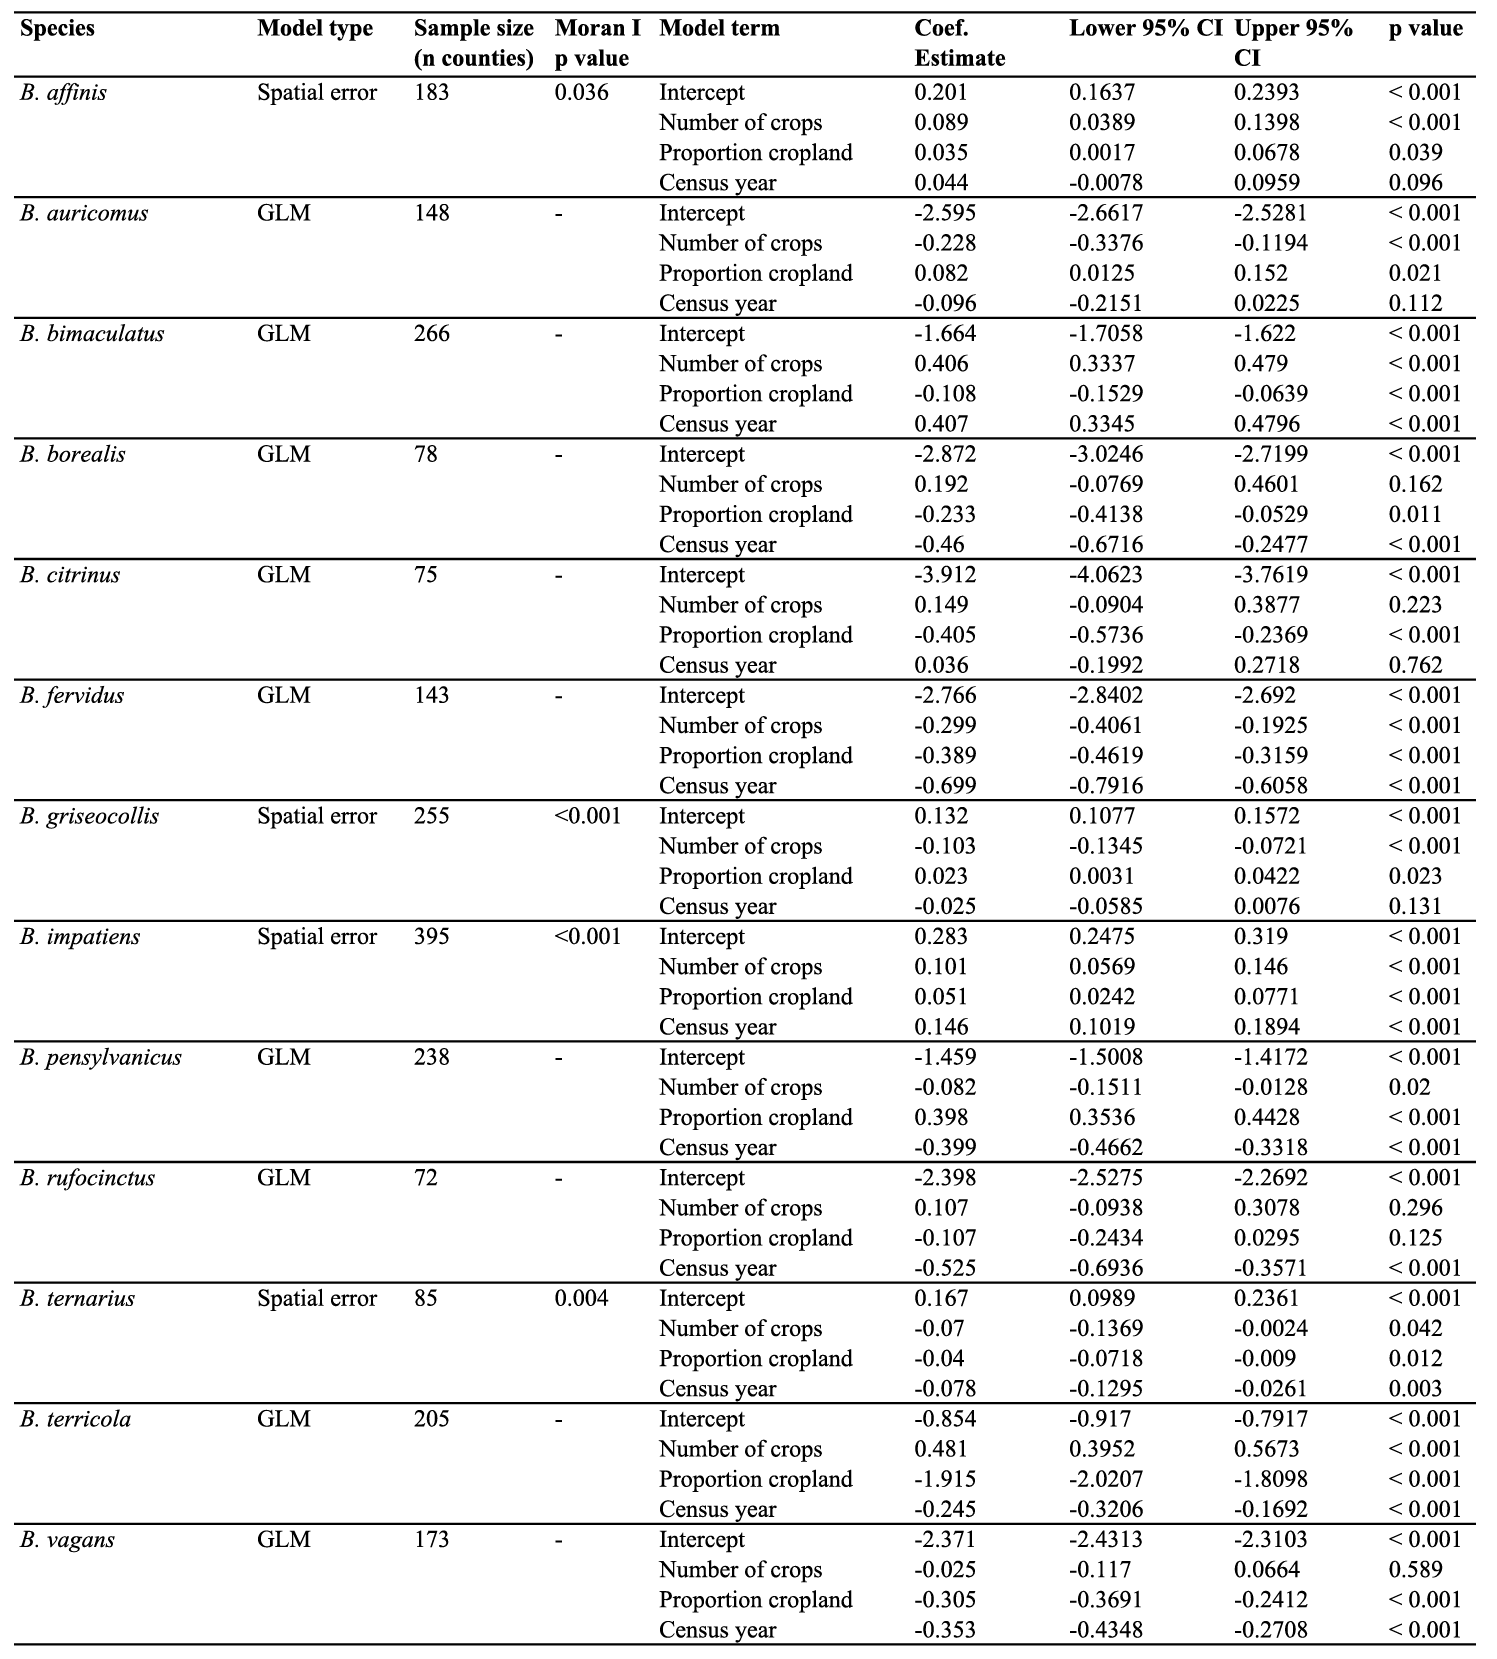 Species Model type Sample size Moran I Model term Coef. Lower 95% CI Upper 95% p value
(n counties) p value Estimate CI
B. affinis Spatial error 183 0.036 Intercept 0.201 0.1637 0.2393 < 0.001
Number of crops 0.089 0.0389 0.1398 < 0.001
Proportion cropland 0.035 0.0017 0.0678 0.039
Census year 0.044 -0.0078 0.0959 0.096
B. auricomus GLM 148 - Intercept -2.595 -2.6617 -2.5281 < 0.001
Number of crops -0.228 -0.3376 -0.1194 < 0.001
Proportion cropland 0.082 0.0125 0.152 0.021
Census year -0.096 -0.2151 0.0225 0.112
B. bimaculatus GLM 266 - Intercept -1.664 -1.7058 -1.622 < 0.001
Number of crops 0.406 0.3337 0.479 < 0.001
Proportion cropland -0.108 -0.1529 -0.0639 < 0.001
Census year 0.407 0.3345 0.4796 < 0.001
B. borealis GLM 78 - Intercept -2.872 -3.0246 -2.7199 < 0.001
Number of crops 0.192 -0.0769 0.4601 0.162
Proportion cropland -0.233 -0.4138 -0.0529 0.011
Census year -0.46 -0.6716 -0.2477 < 0.001
B. citrinus GLM 75 - Intercept -3.912 -4.0623 -3.7619 < 0.001
Number of crops 0.149 -0.0904 0.3877 0.223
Proportion cropland -0.405 -0.5736 -0.2369 < 0.001
Census year 0.036 -0.1992 0.2718 0.762
B. fervidus GLM 143 - Intercept -2.766 -2.8402 -2.692 < 0.001
Number of crops -0.299 -0.4061 -0.1925 < 0.001
Proportion cropland -0.389 -0.4619 -0.3159 < 0.001
Census year -0.699 -0.7916 -0.6058 < 0.001
B. griseocollis Spatial error 255 <0.001 Intercept 0.132 0.1077 0.1572 < 0.001
Number of crops -0.103 -0.1345 -0.0721 < 0.001
Proportion cropland 0.023 0.0031 0.0422 0.023
Census year -0.025 -0.0585 0.0076 0.131
B. impatiens Spatial error 395 <0.001 Intercept 0.283 0.2475 0.319 < 0.001
Number of crops 0.101 0.0569 0.146 < 0.001
Proportion cropland 0.051 0.0242 0.0771 < 0.001
Census year 0.146 0.1019 0.1894 < 0.001
B. pensylvanicus GLM 238 - Intercept -1.459 -1.5008 -1.4172 < 0.001
Number of crops -0.082 -0.1511 -0.0128 0.02
Proportion cropland 0.398 0.3536 0.4428 < 0.001
Census year -0.399 -0.4662 -0.3318 < 0.001
B. rufocinctus GLM 72 - Intercept -2.398 -2.5275 -2.2692 < 0.001
Number of crops 0.107 -0.0938 0.3078 0.296
Proportion cropland -0.107 -0.2434 0.0295 0.125
Census year -0.525 -0.6936 -0.3571 < 0.001
B. ternarius Spatial error 85 0.004 Intercept 0.167 0.0989 0.2361 < 0.001
Number of crops -0.07 -0.1369 -0.0024 0.042
Proportion cropland -0.04 -0.0718 -0.009 0.012
Census year -0.078 -0.1295 -0.0261 0.003
B. terricola GLM 205 - Intercept -0.854 -0.917 -0.7917 < 0.001
Number of crops 0.481 0.3952 0.5673 < 0.001
Proportion cropland -1.915 -2.0207 -1.8098 < 0.001
Census year -0.245 -0.3206 -0.1692 < 0.001
B. vagans GLM 173 - Intercept -2.371 -2.4313 -2.3103 < 0.001
Number of crops -0.025 -0.117 0.0664 0.589
Proportion cropland -0.305 -0.3691 -0.2412 < 0.001
Census year -0.353 -0.4348 -0.2708 < 0.001